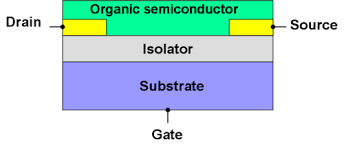 Organic semiconductor
Drain
Source
Isolator
Substrate
Gate